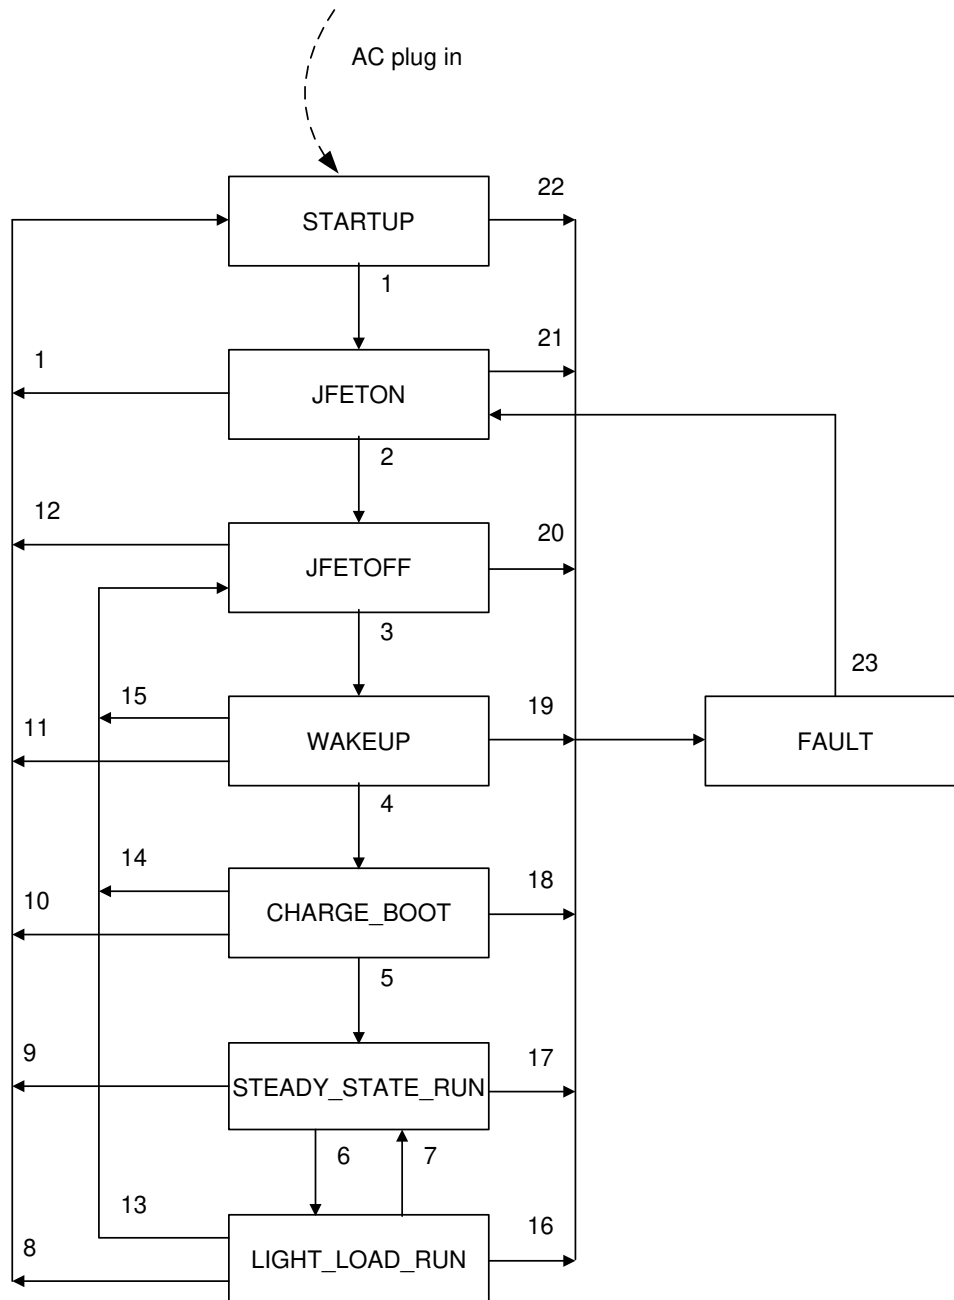 AC plug in
22
STARTUP
1
21
1
JFETON
2
12
20
JFETOFF
3
23
15
19
11
WAKEUP
FAULT
4
14
18
10
CHARGE_BOOT
5
9
17
STEADY_STATE_RUN
6
7
13
16
8
LIGHT_LOAD_RUN